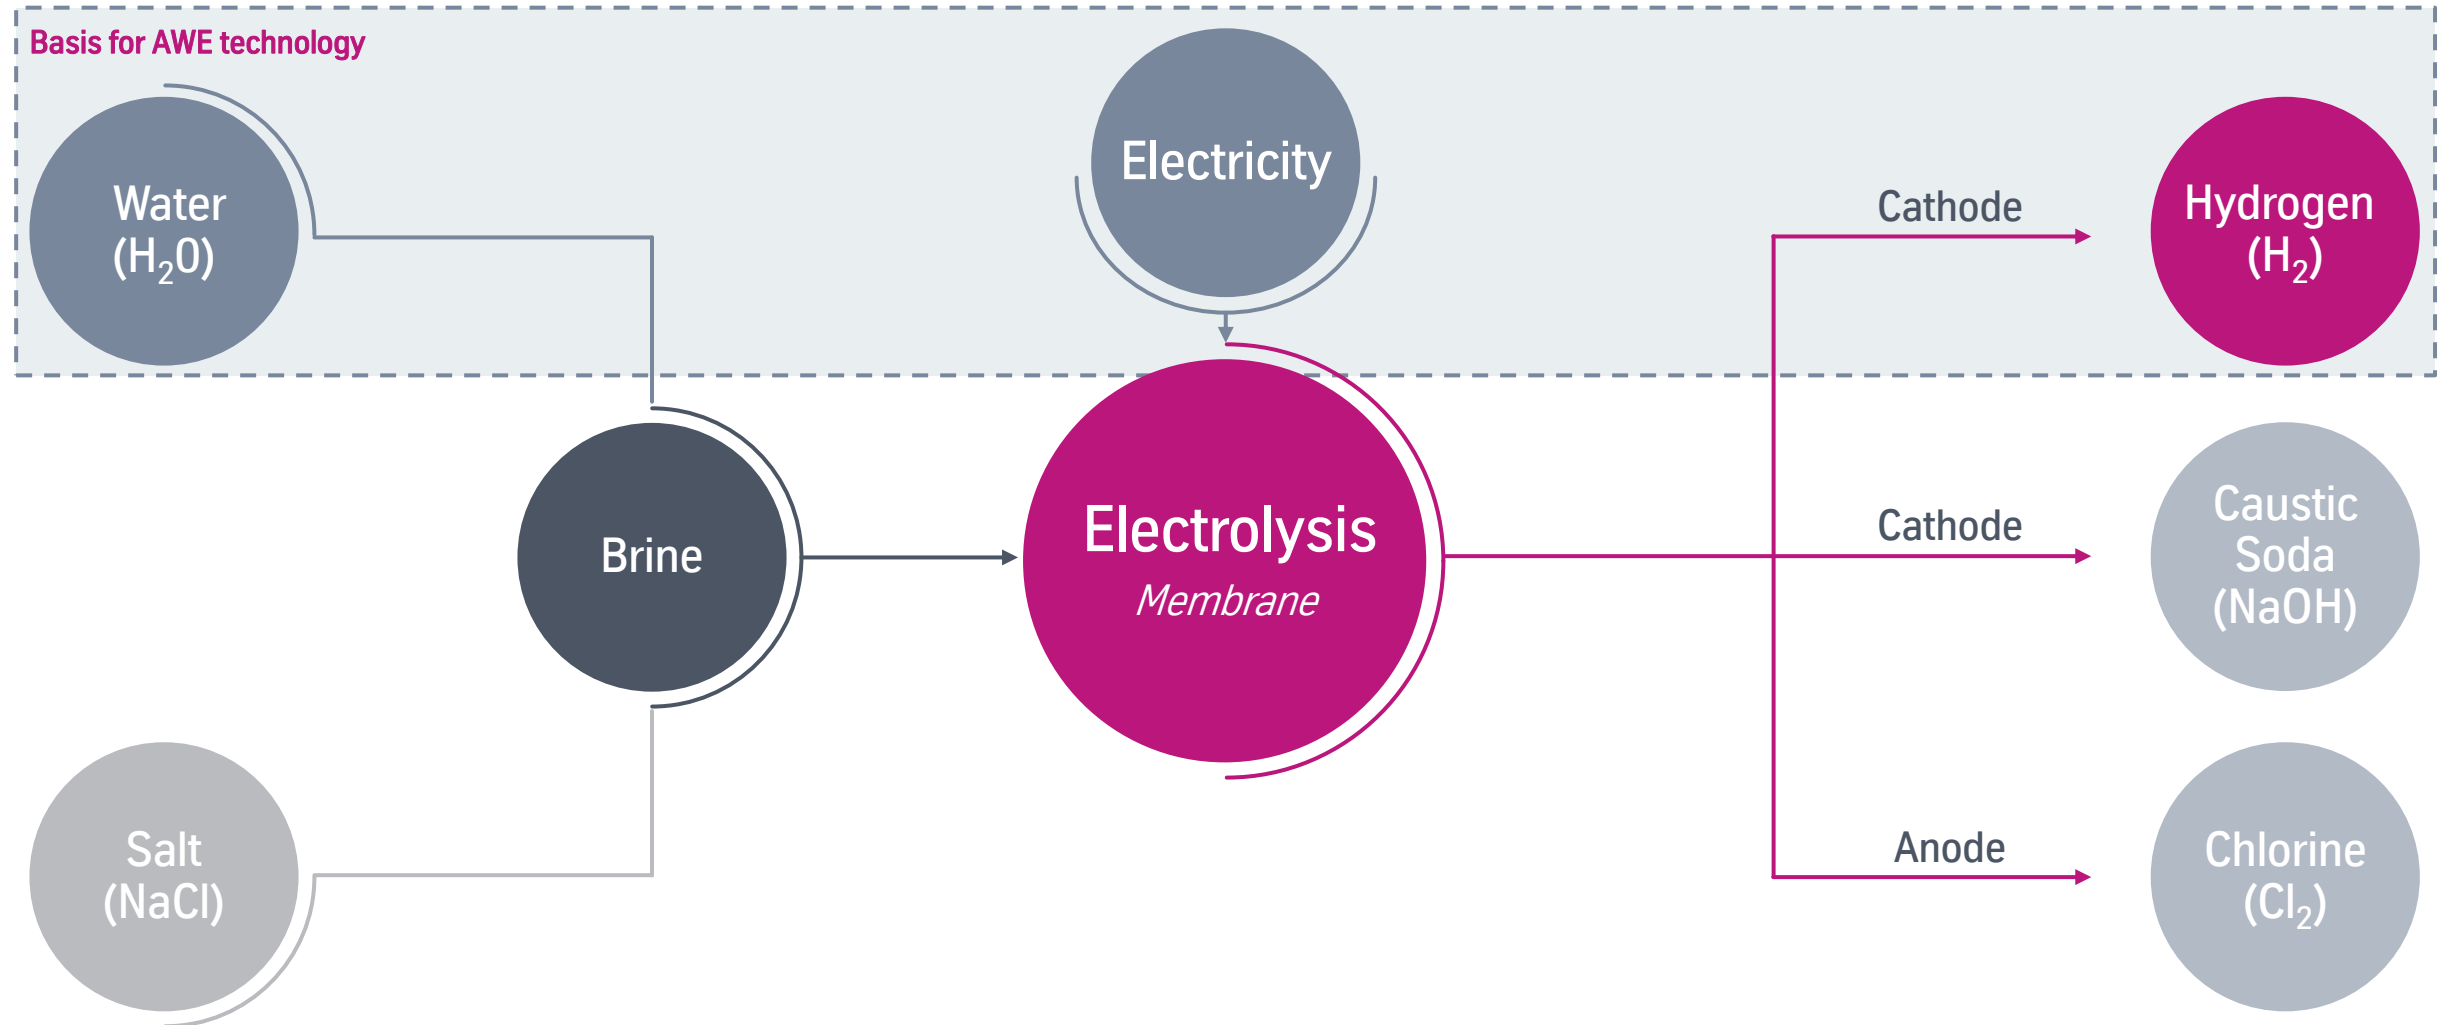 Basis for AWE technology
Water
(H₂O)
Electricity
Cathode
Hydrogen
(H₂)
Brine
Electrolysis
Membrane
Cathode
Caustic
Soda
(NaOH)
Salt
(NaCl)
Anode
Chlorine
(Cl₂)